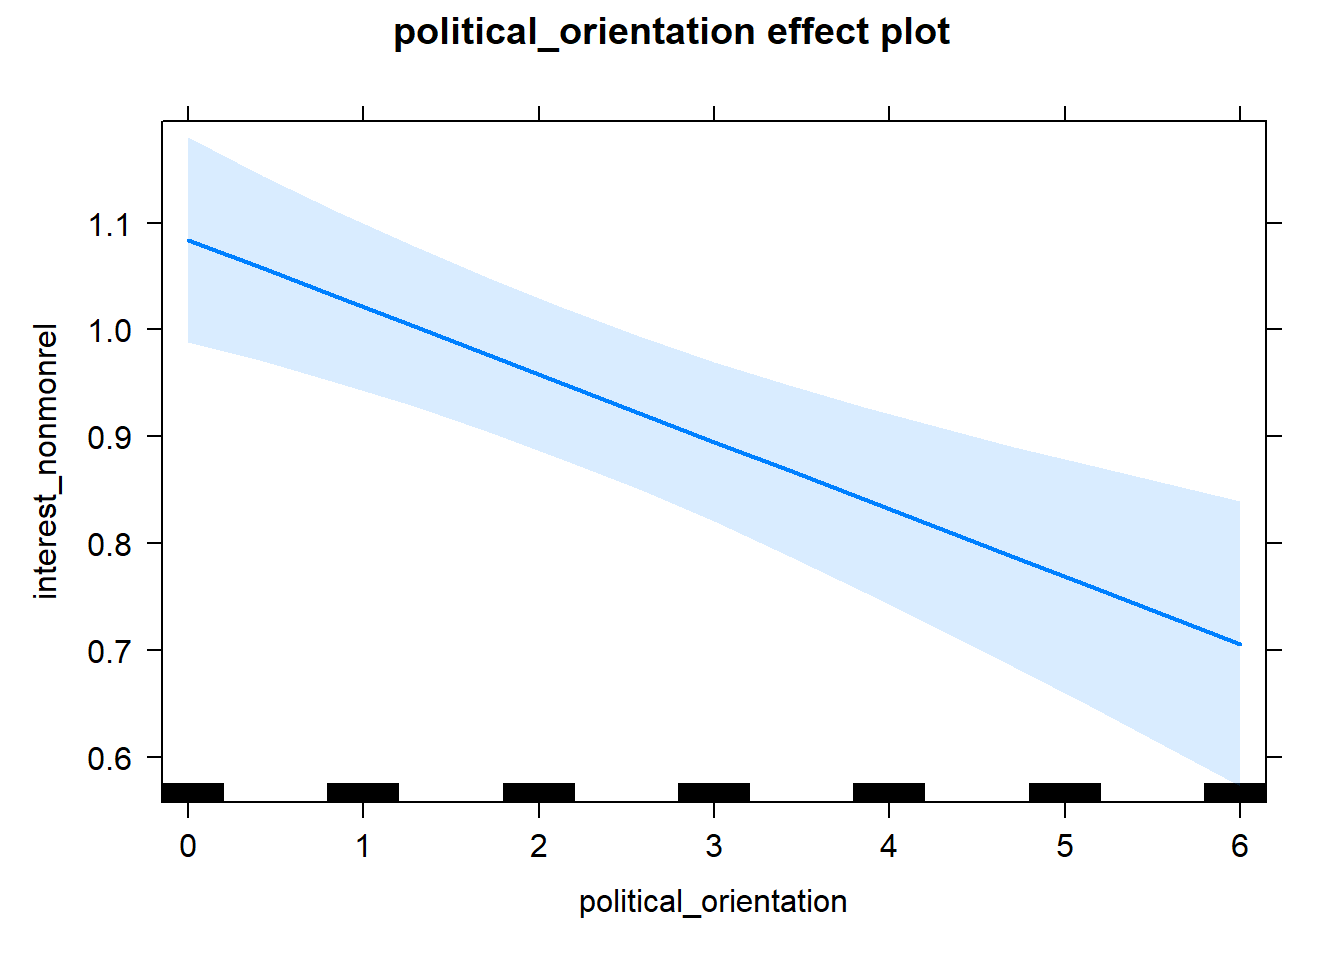 political_orientation effect plot
1.1
1.0
0.9
0.8
0.7
0.6
interest_nonmonrel
0 1 2 3 4 5 6
political_orientation